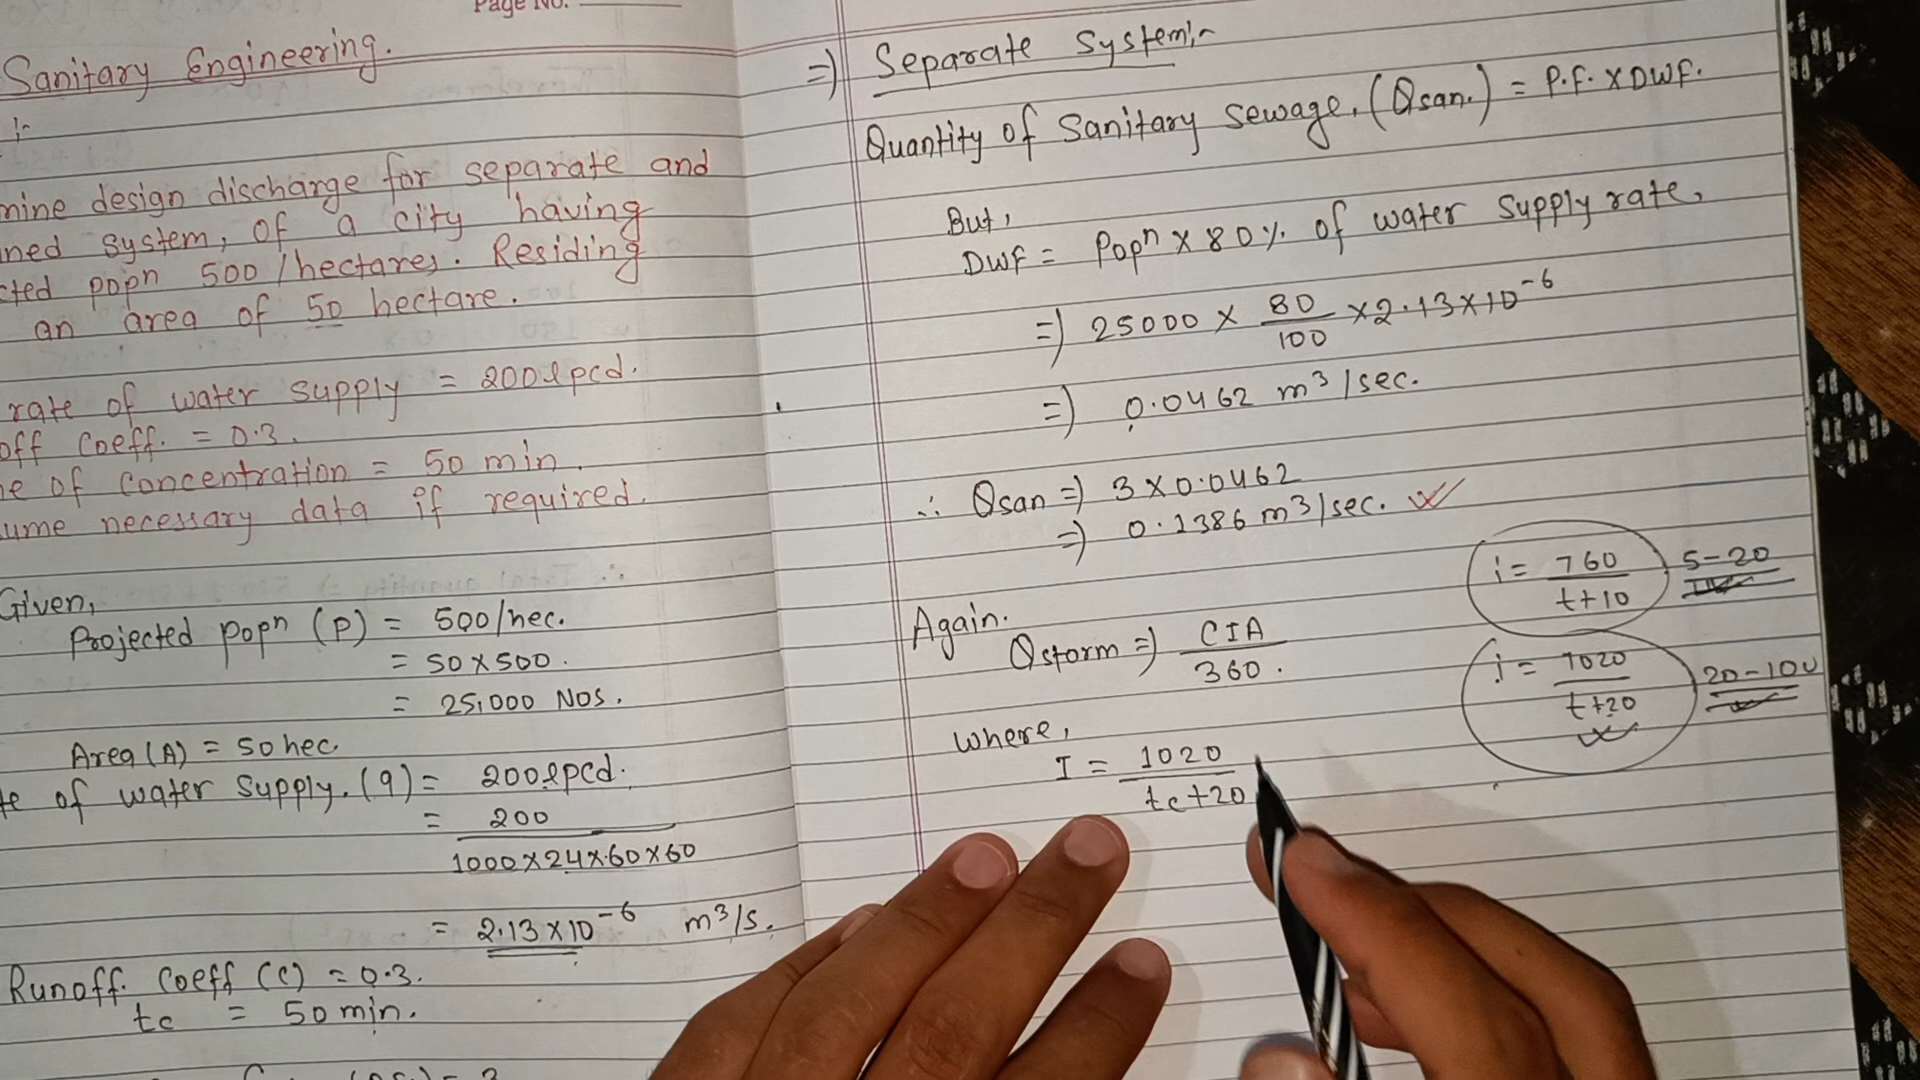 Page No.
Sanitary Engineering.
:-
mine design discharge for separate and
ned system, of a city having
cted popn 500/hectares. Residing
an area of 50 hectare.
rate of water supply = 200lpcd.
off Coeff. = 0.3.
e of Concentration = 50 min.
ume necessary data if required.
Given,
Projected popn (P) = 500/hec.
= 50×500.
= 25,000 Nos.
Area (A) = 50hec
te of water supply. (q) = 200lpcd.
= 200
1000×24×60×60
= 2.13×10-6 m3/s.
Runoff. Coeff (C) = 0.3.
tc = 50 min.
=) Separate System:-
Quantity of Sanitary sewage. (Qsan.) = P.F. × DWF.
But,
DWF = Popn × 80% of water supply rate,
=) 25000 × 80/100 × 2.13×10-6
=) 0.0462 m3/sec.
∴ Qsan =) 3×0.0462
=) 0.1386 m3/sec.
i = 760/t+10 5-20
Again.
Qstorm =) CIA/360.
i = 1020/t+20 20-100
where,
I = 1020/tc+20